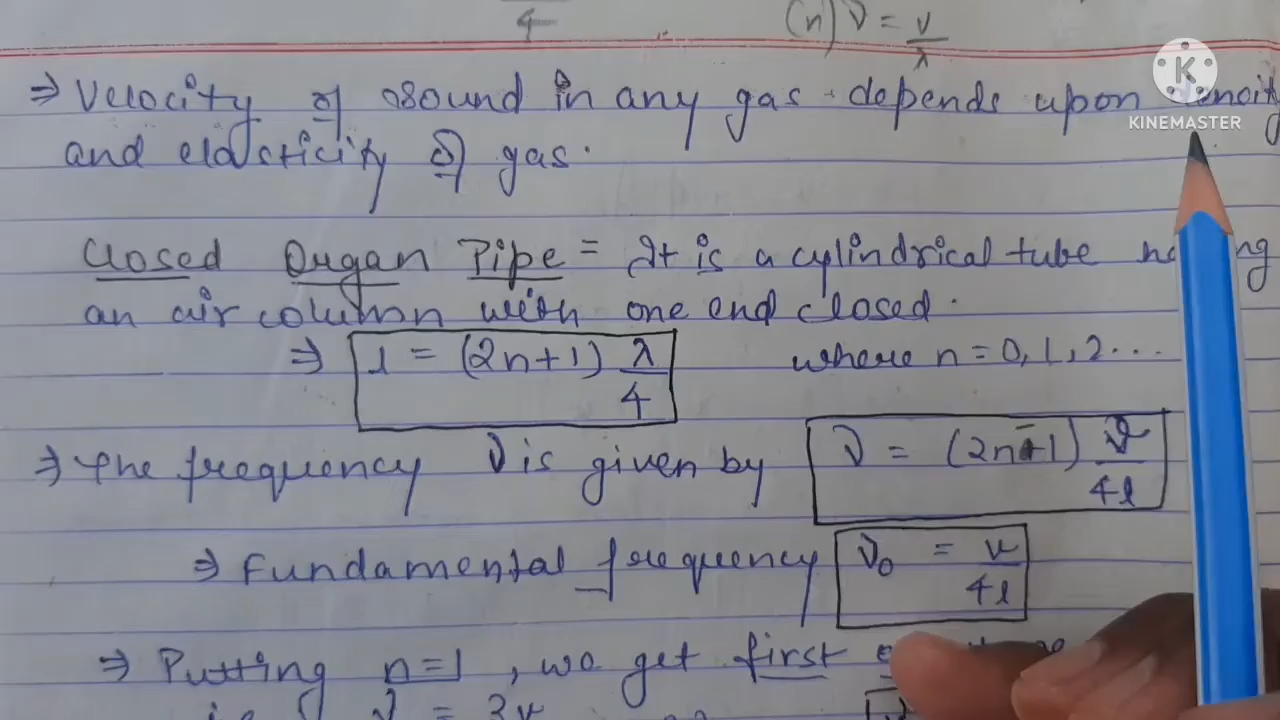 4
(n) ν = v/λ
⇒ Velocity of sound in any gas depends upon density
KINEMASTER
and elasticity of gas.
Closed Organ Pipe = It is a cylindrical tube
an air column with one end closed.
⇒ l = (2n+1) λ/4 where n = 0, 1, 2...
⇒ The frequency ν is given by ν = (2n+1) v/4l
⇒ Fundamental frequency ν₀ = v/4l
⇒ Putting n=1, we get first